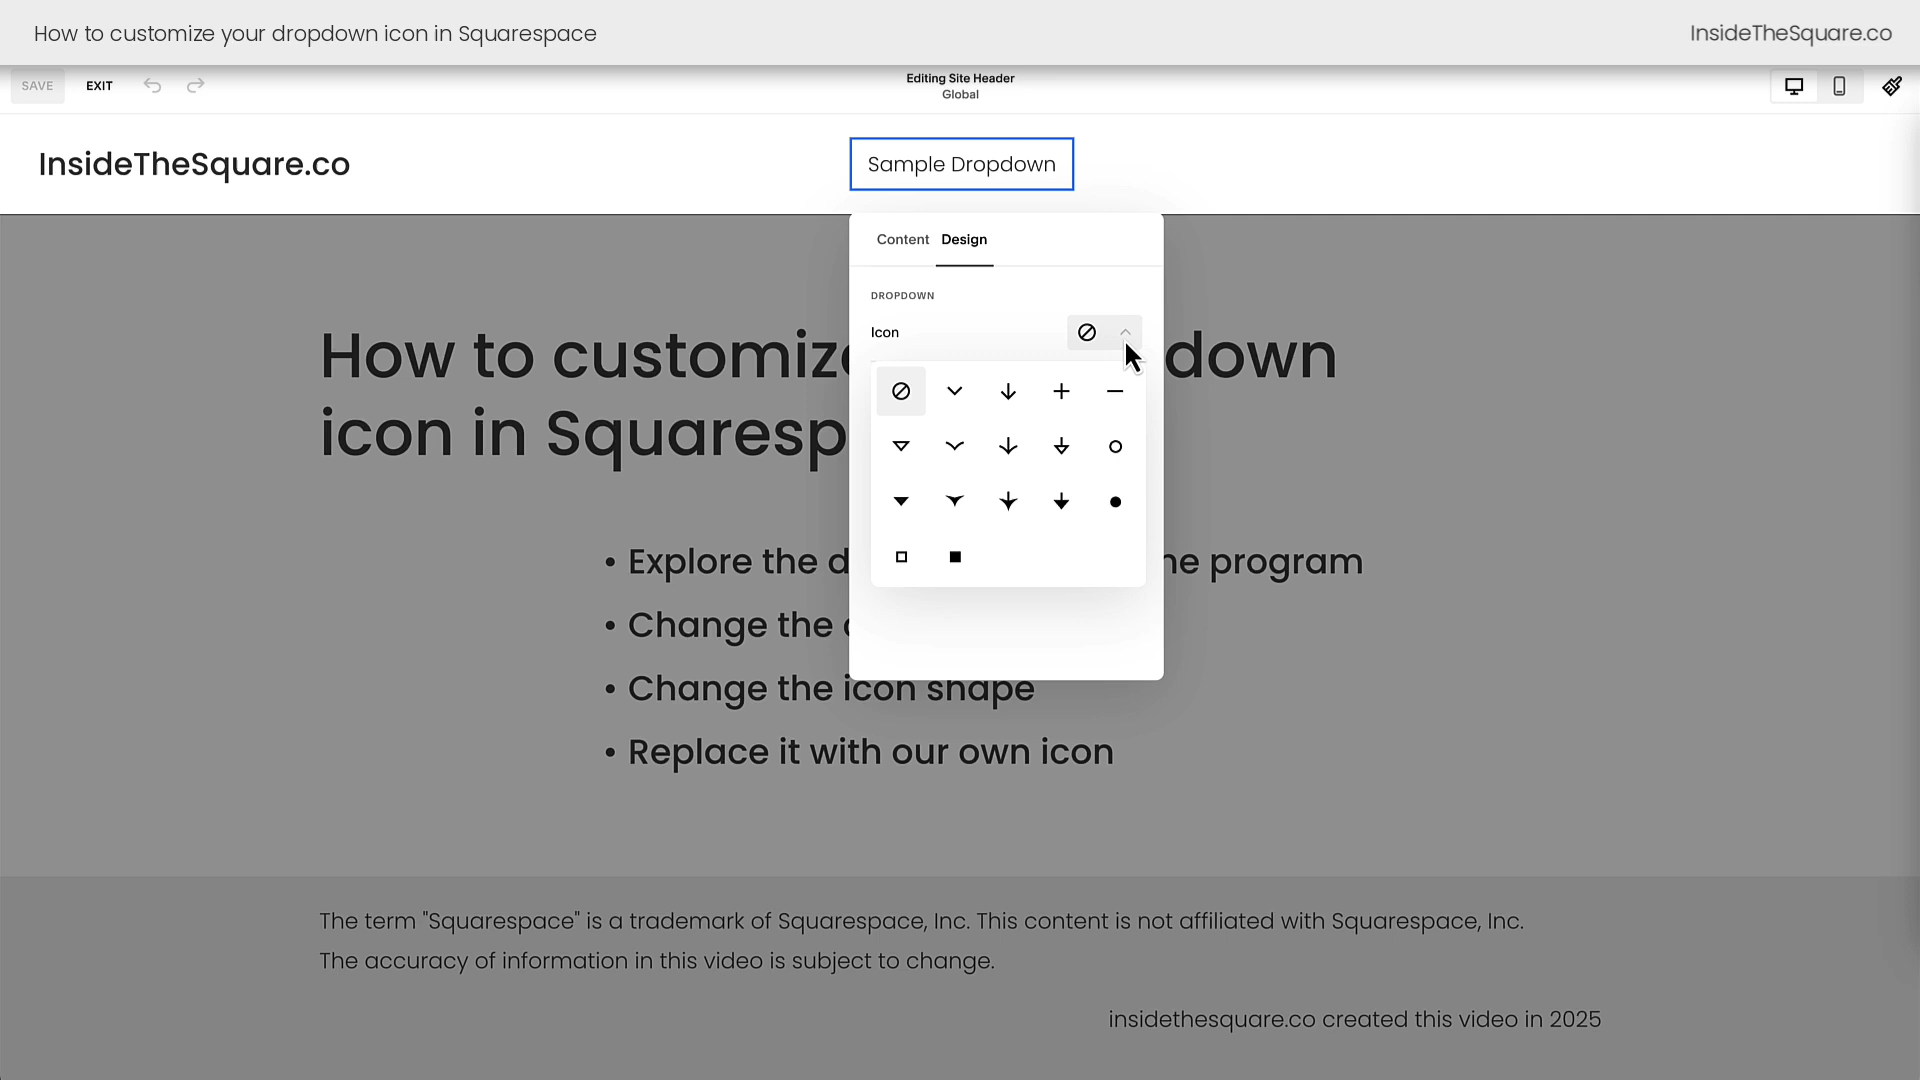 How to customize your dropdown icon in Squarespace
InsideTheSquare.co
SAVE
EXIT
Editing Site Header
Global
InsideTheSquare.co
Sample Dropdown
Content
Design
DROPDOWN
Icon
How to customize down
icon in Squaresp
• Explore the d he program
• Change the
• Change the icon shape
• Replace it with our own icon
The term "Squarespace" is a trademark of Squarespace, Inc. This content is not affiliated with Squarespace, Inc.
The accuracy of information in this video is subject to change.
insidethesquare.co created this video in 2025